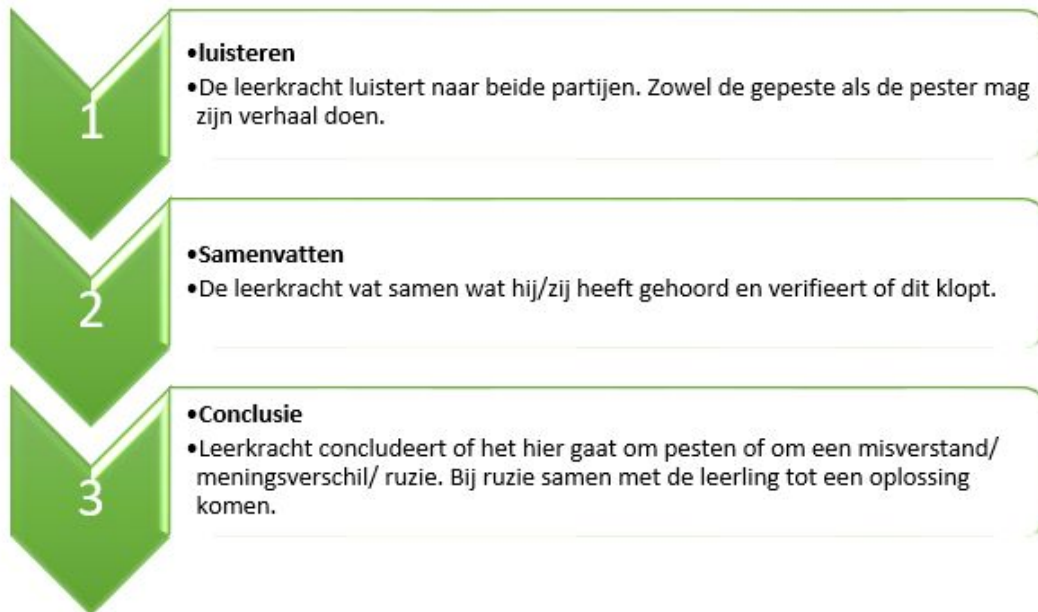 1
•luisteren
•De leerkracht luistert naar beide partijen. Zowel de gepeste als de pester mag
zijn verhaal doen.
2
•Samenvatten
•De leerkracht vat samen wat hij/zij heeft gehoord en verifieert of dit klopt.
3
•Conclusie
•Leerkracht concludeert of het hier gaat om pesten of om een misverstand/
meningsverschil/ ruzie. Bij ruzie samen met de leerling tot een oplossing
komen.